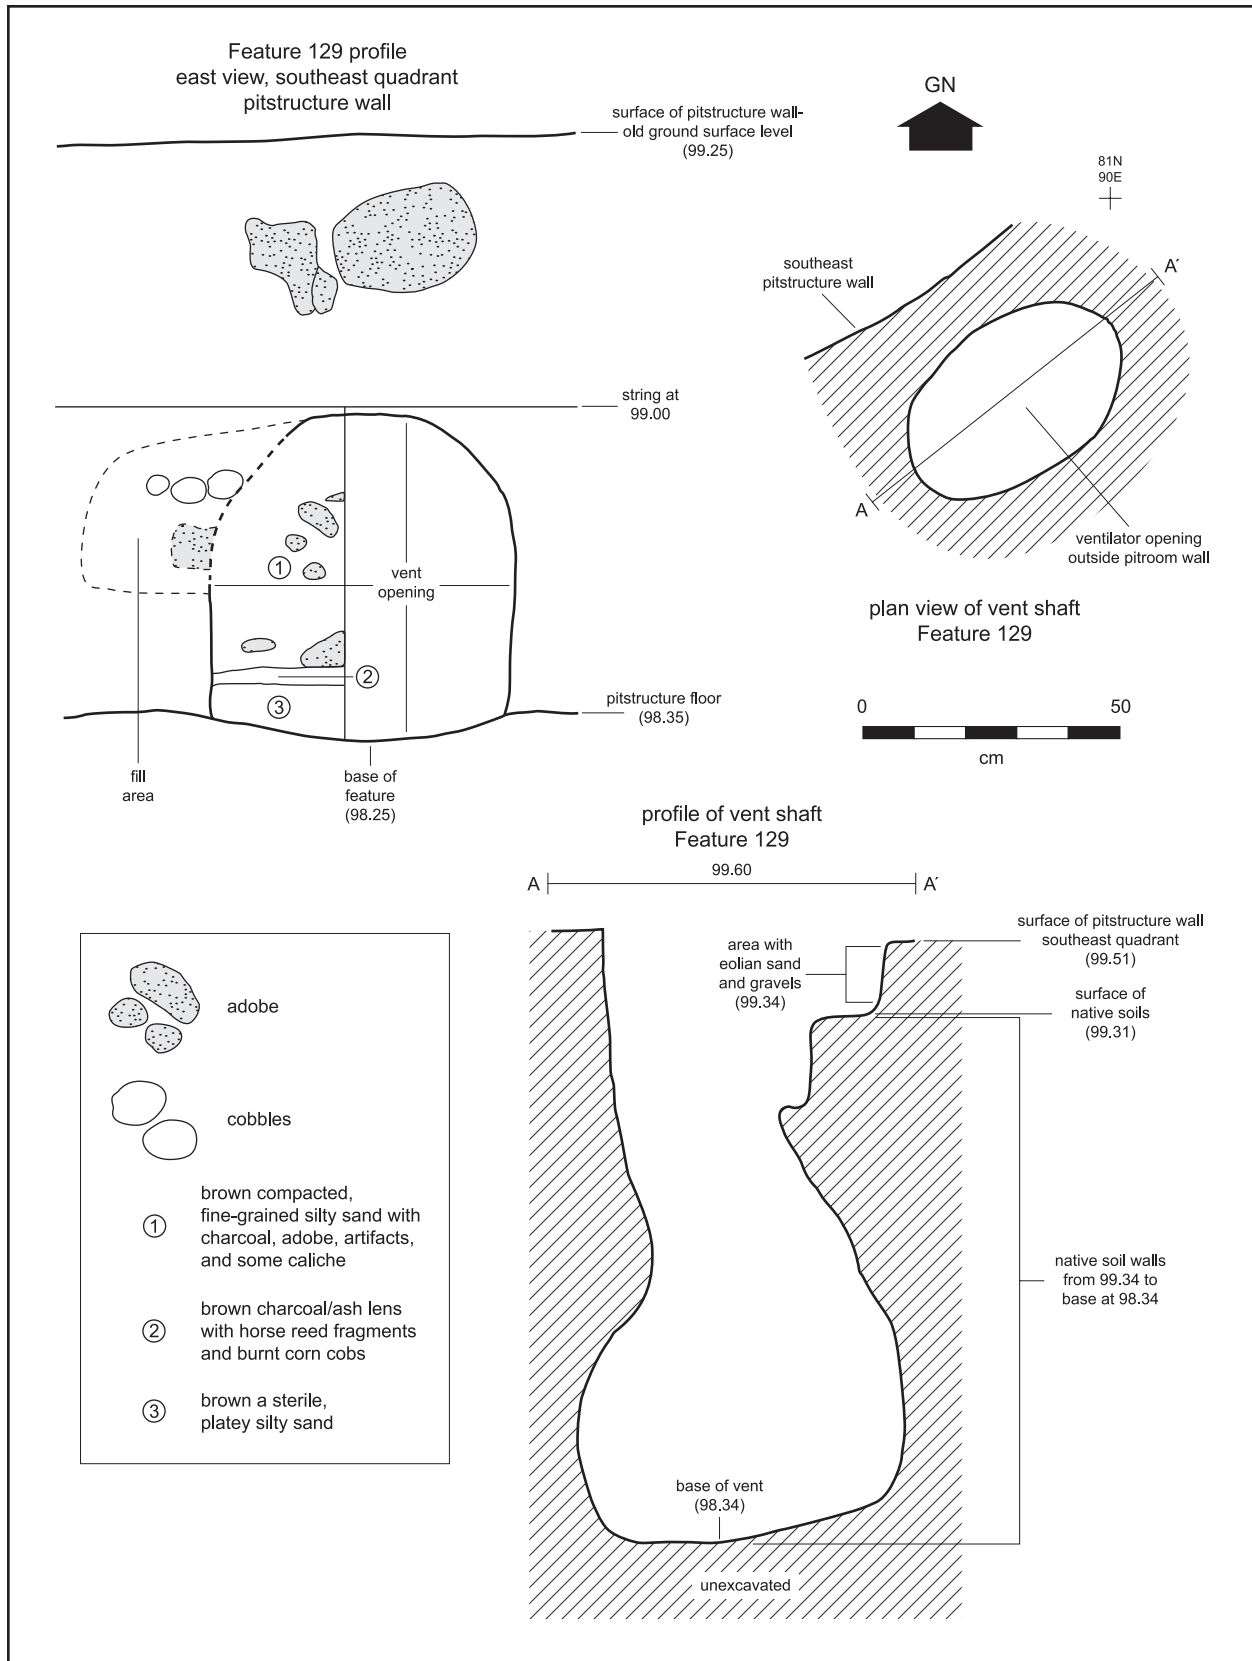 Feature 129 profile
east view, southeast quadrant
pitstructure wall
surface of pitstructure wall-
old ground surface level
(99.25)
GN
81N
90E
southeast
pitstructure wall
A´
A
ventilator opening
outside pitroom wall
plan view of vent shaft
Feature 129
string at
99.00
1
vent
opening
2
3
pitstructure floor
(98.35)
fill
area
base of
feature
(98.25)
0
50
cm
profile of vent shaft
Feature 129
99.60
A
A´
area with
eolian sand
and gravels
(99.34)
surface of pitstructure wall
southeast quadrant
(99.51)
surface of
native soils
(99.31)
native soil walls
from 99.34 to
base at 98.34
base of vent
(98.34)
unexcavated
adobe
cobbles
1
brown compacted,
fine-grained silty sand with
charcoal, adobe, artifacts,
and some caliche
2
brown charcoal/ash lens
with horse reed fragments
and burnt corn cobs
3
brown a sterile,
platey silty sand